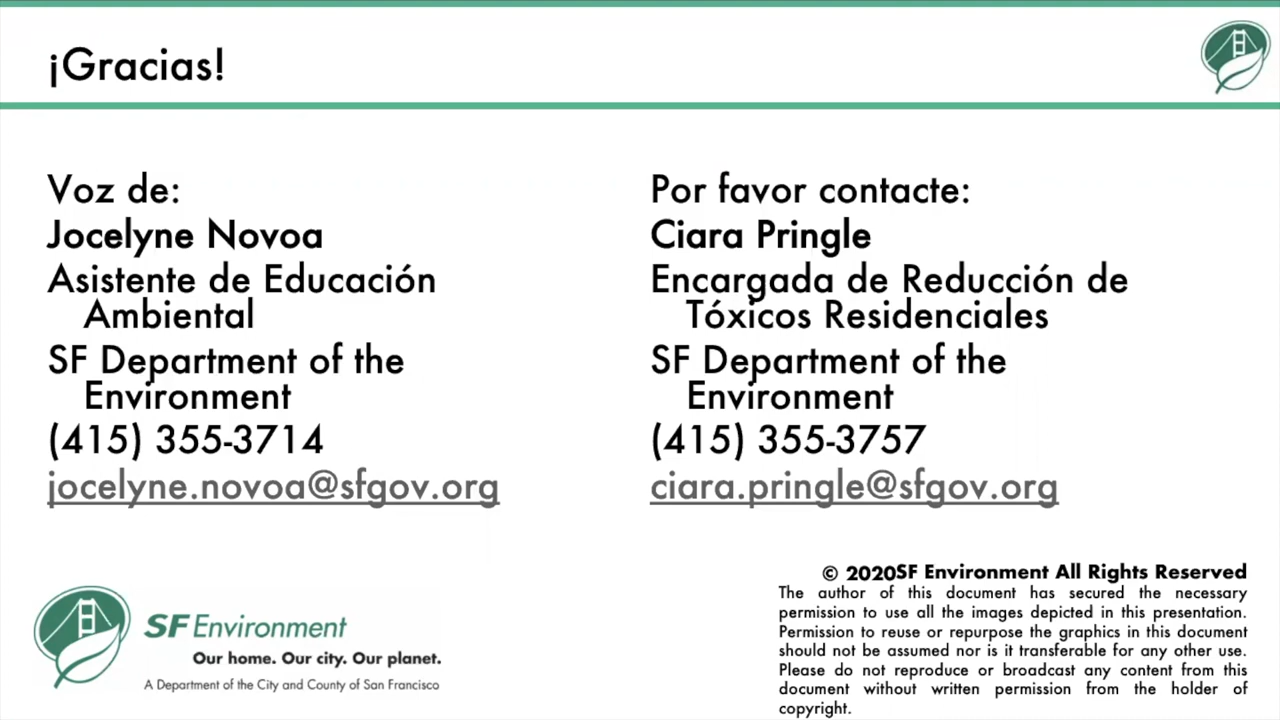 ¡Gracias!
Voz de:
Jocelyne Novoa
Asistente de Educación
Ambiental
SF Department of the
Environment
(415) 355-3714
jocelyne.novoa@sfgov.org
Por favor contacte:
Ciara Pringle
Encargada de Reducción de
Tóxicos Residenciales
SF Department of the
Environment
(415) 355-3757
ciara.pringle@sfgov.org
SF Environment
Our home. Our city. Our planet.
A Department of the City and County of San Francisco
© 2020SF Environment All Rights Reserved
The author of this document has secured the necessary
permission to use all the images depicted in this presentation.
Permission to reuse or repurpose the graphics in this document
should not be assumed nor is it transferable for any other use.
Please do not reproduce or broadcast any content from this
document without written permission from the holder of
copyright.